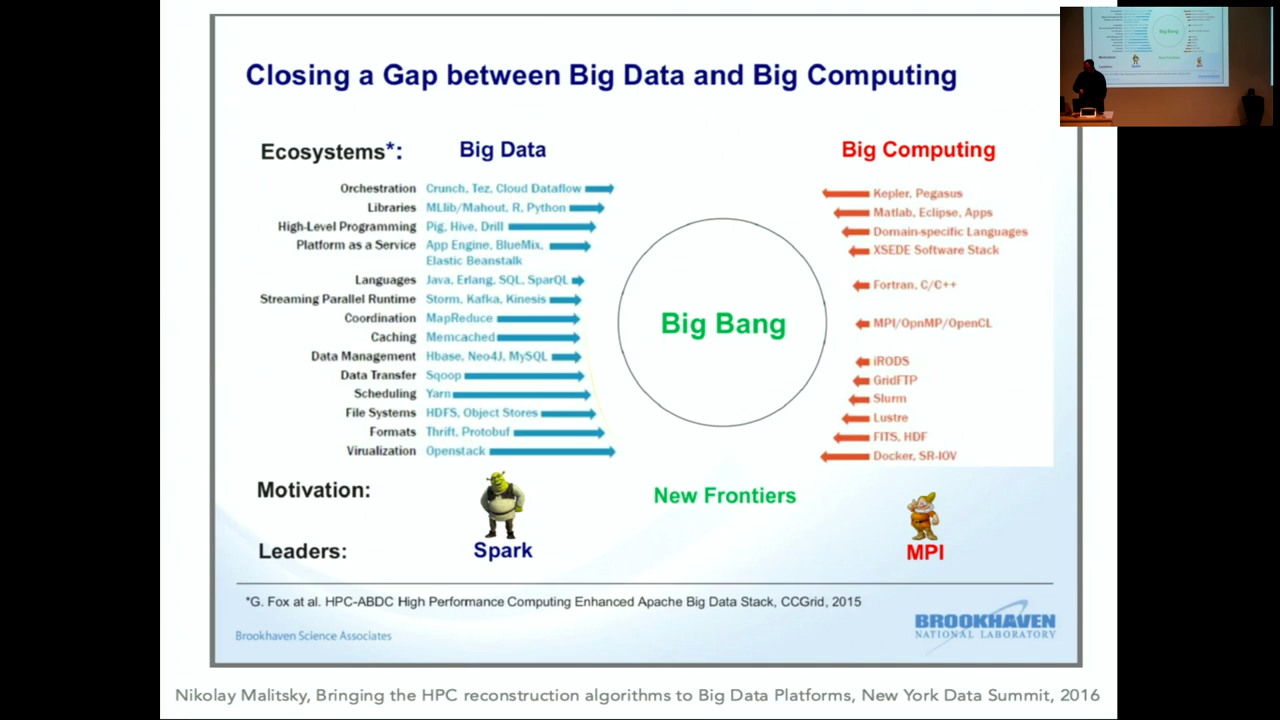 Closing a Gap between Big Data and Big Computing
Ecosystems*: Big Data Big Computing
Orchestration Crunch, Tez, Cloud Dataflow Kepler, Pegasus
Libraries MLlib/Mahout, R, Python Matlab, Eclipse, Apps
High-Level Programming Pig, Hive, Drill Domain-specific Languages
Platform as a Service App Engine, BlueMix, XSEDE Software Stack
Elastic Beanstalk
Languages Java, Erlang, SQL, SparQL Fortran, C/C++
Streaming Parallel Runtime Storm, Kafka, Kinesis
Coordination MapReduce MPI/OpnMP/OpenCL
Caching Memcached
Data Management Hbase, Neo4J, MySQL iRODS
Data Transfer Sqoop GridFTP
Scheduling Yarn Slurm
File Systems HDFS, Object Stores Lustre
Formats Thrift, Protobuf FITS, HDF
Virualization Openstack Docker, SR-IOV
Big Bang
Motivation: New Frontiers
Leaders: Spark MPI
*G. Fox at al. HPC-ABDC High Performance Computing Enhanced Apache Big Data Stack, CCGrid, 2015
Brookhaven Science Associates
BROOKHAVEN
NATIONAL LABORATORY
Nikolay Malitsky, Bringing the HPC reconstruction algorithms to Big Data Platforms, New York Data Summit, 2016
Big Bang